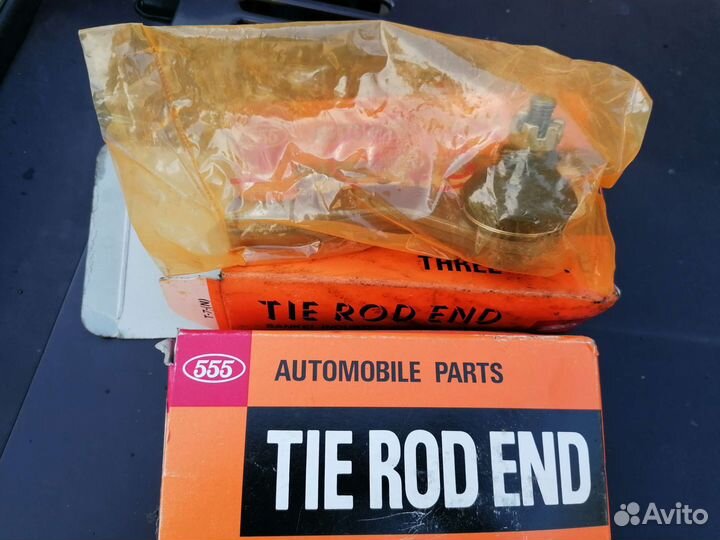 THREE
TIE ROD END
555
AUTOMOBILE PARTS
TIE ROD END
Avito